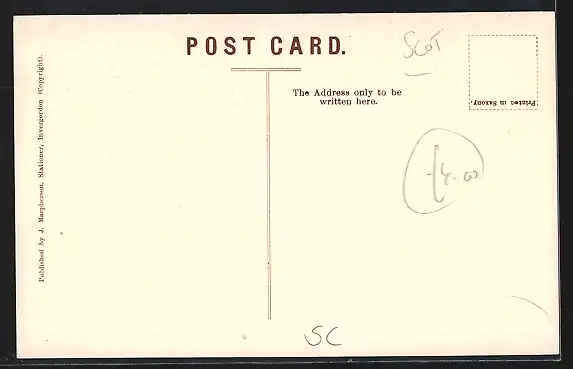 POST CARD.
SCOT
The Address only to be
written here.
Printed in Saxony.
Published by J. Macpherson, Stationer, Invergordon (Copyright).
£4.00
SC